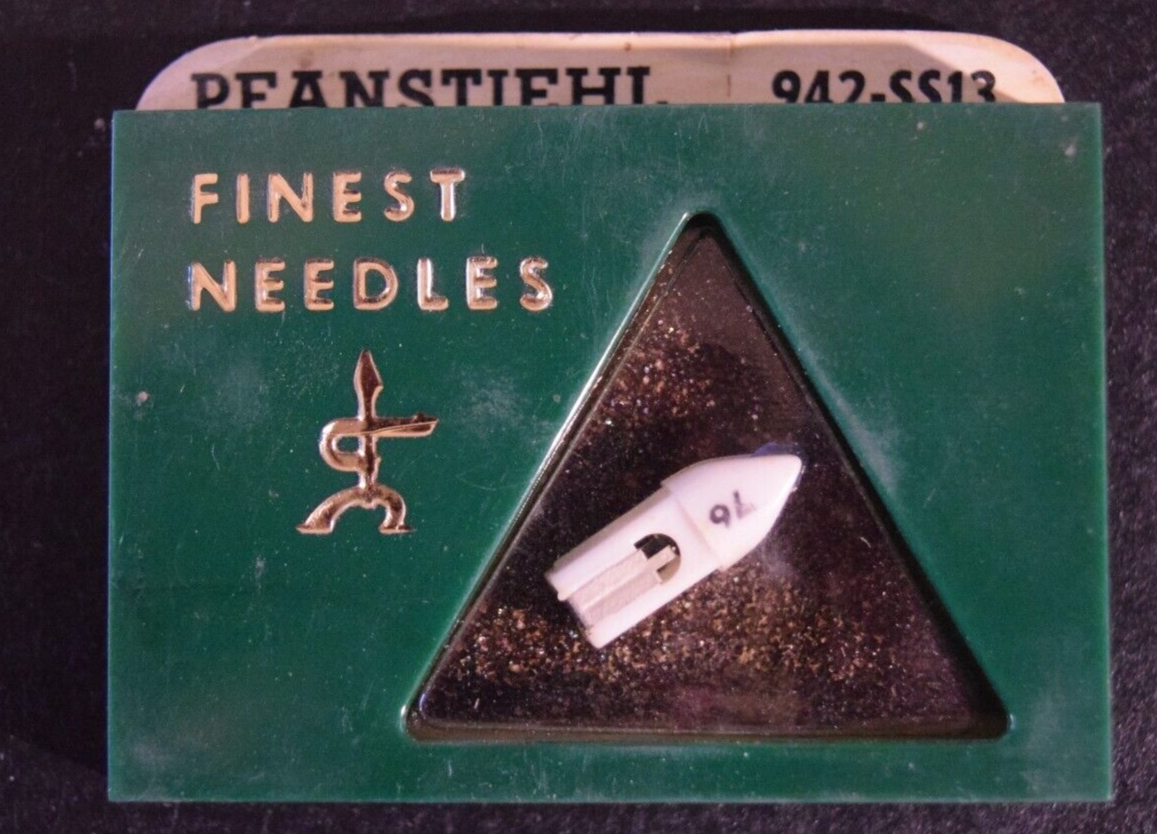 PFANSTIEHL 942-SS13
FINEST
NEEDLES
76